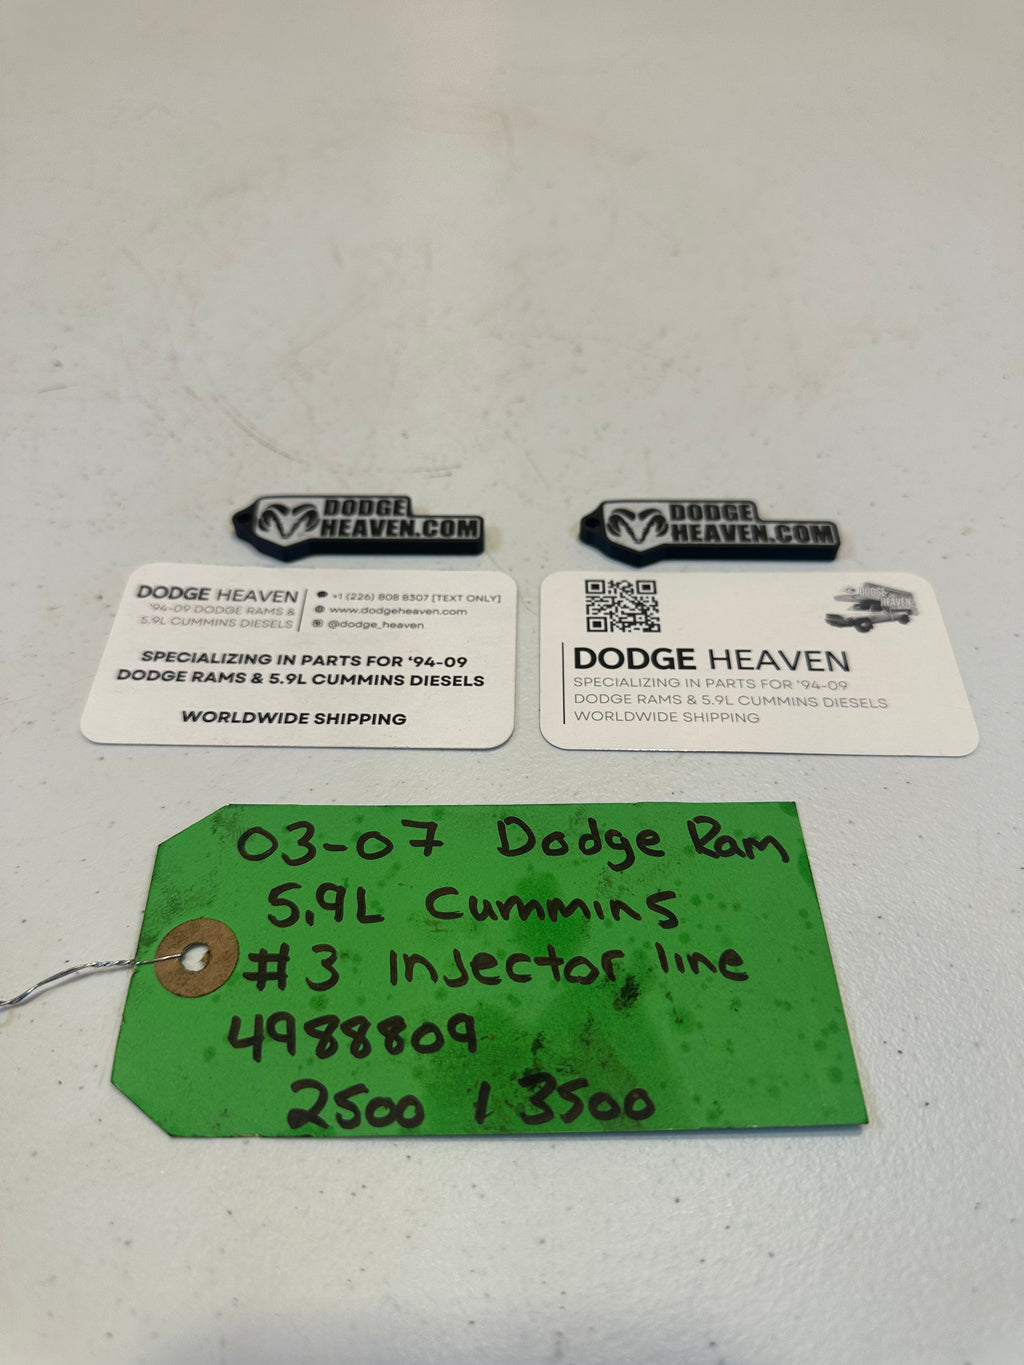 DODGE
HEAVEN.COM
DODGE
HEAVEN.COM
DODGE HEAVEN
'94-09 DODGE RAMS &
5.9L CUMMINS DIESELS
+1 (226) 808 8307 [TEXT ONLY]
www.dodgeheaven.com
@dodge_heaven
SPECIALIZING IN PARTS FOR '94-09
DODGE RAMS & 5.9L CUMMINS DIESELS
WORLDWIDE SHIPPING
DODGE
HEAVEN
DODGE HEAVEN
SPECIALIZING IN PARTS FOR '94-09
DODGE RAMS & 5.9L CUMMINS DIESELS
WORLDWIDE SHIPPING
03-07 Dodge Ram
5.9L Cummins
#3 Injector line
4988809
2500 / 3500